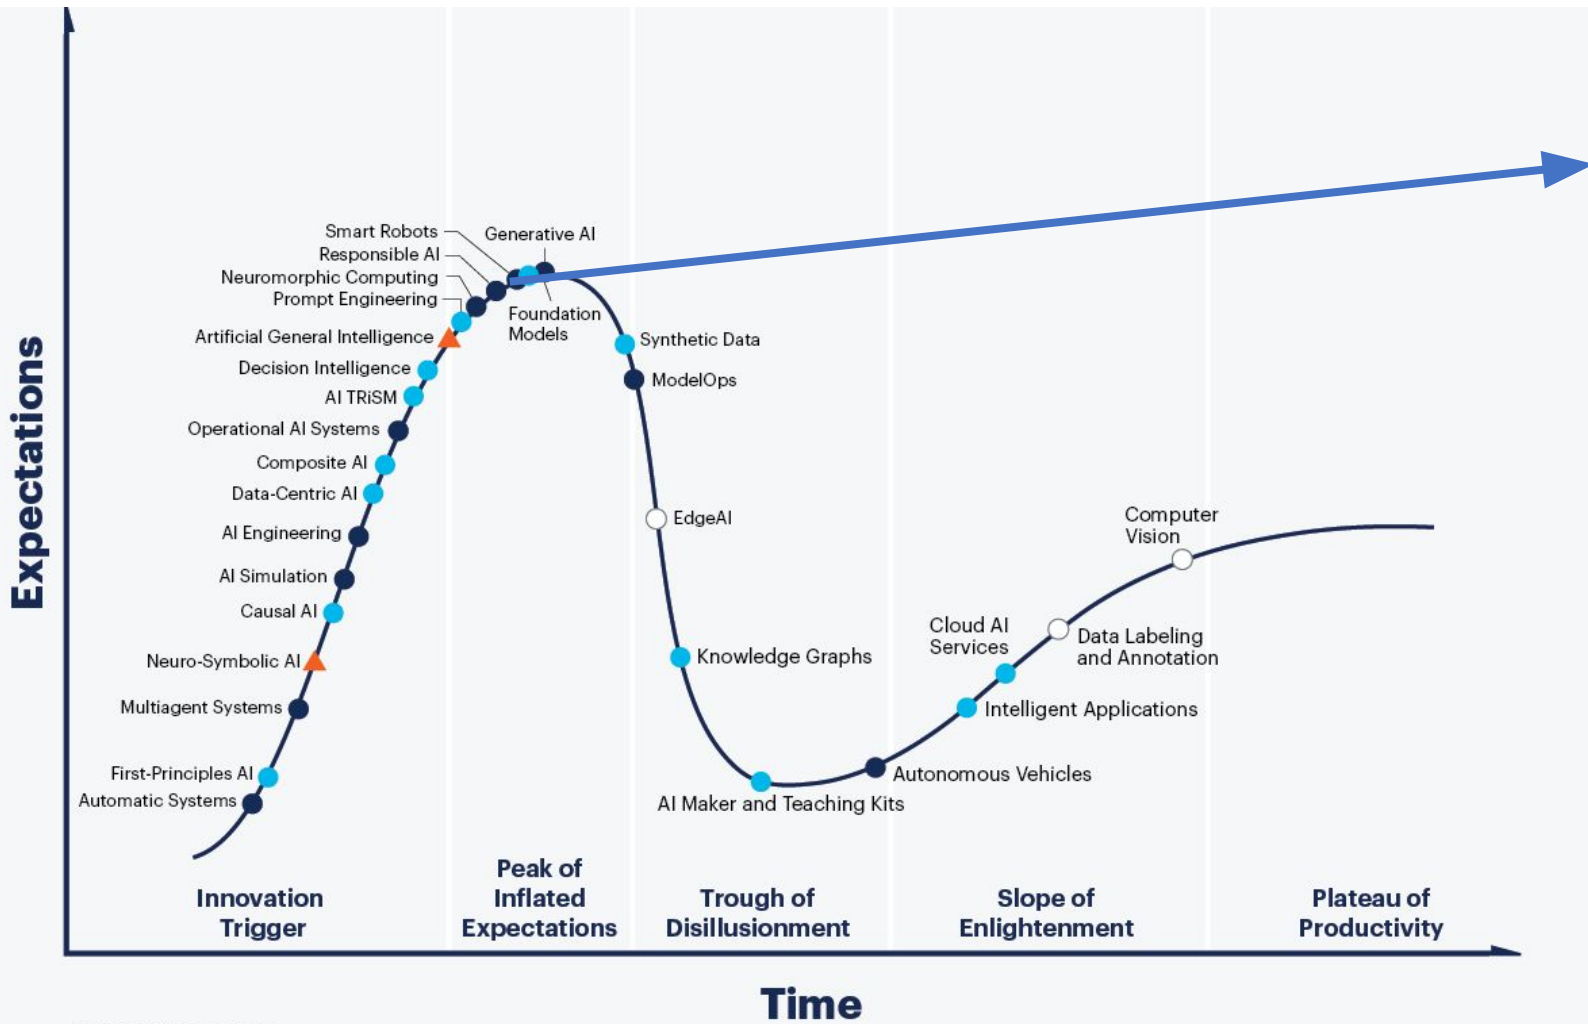 Smart Robots
Generative AI
Responsible AI
Neuromorphic Computing
Prompt Engineering
Foundation
Models
Artificial General Intelligence
Synthetic Data
Decision Intelligence
ModelOps
AI TRiSM
Operational AI Systems
Composite AI
Data-Centric AI
EdgeAI
Computer
Vision
AI Engineering
AI Simulation
Causal AI
Cloud AI
Services
Data Labeling
and Annotation
Neuro-Symbolic AI
Knowledge Graphs
Multiagent Systems
Intelligent Applications
First-Principles AI
Automatic Systems
Autonomous Vehicles
AI Maker and Teaching Kits
Expectations
Innovation
Trigger
Peak of
Inflated
Expectations
Trough of
Disillusionment
Slope of
Enlightenment
Plateau of
Productivity
Time